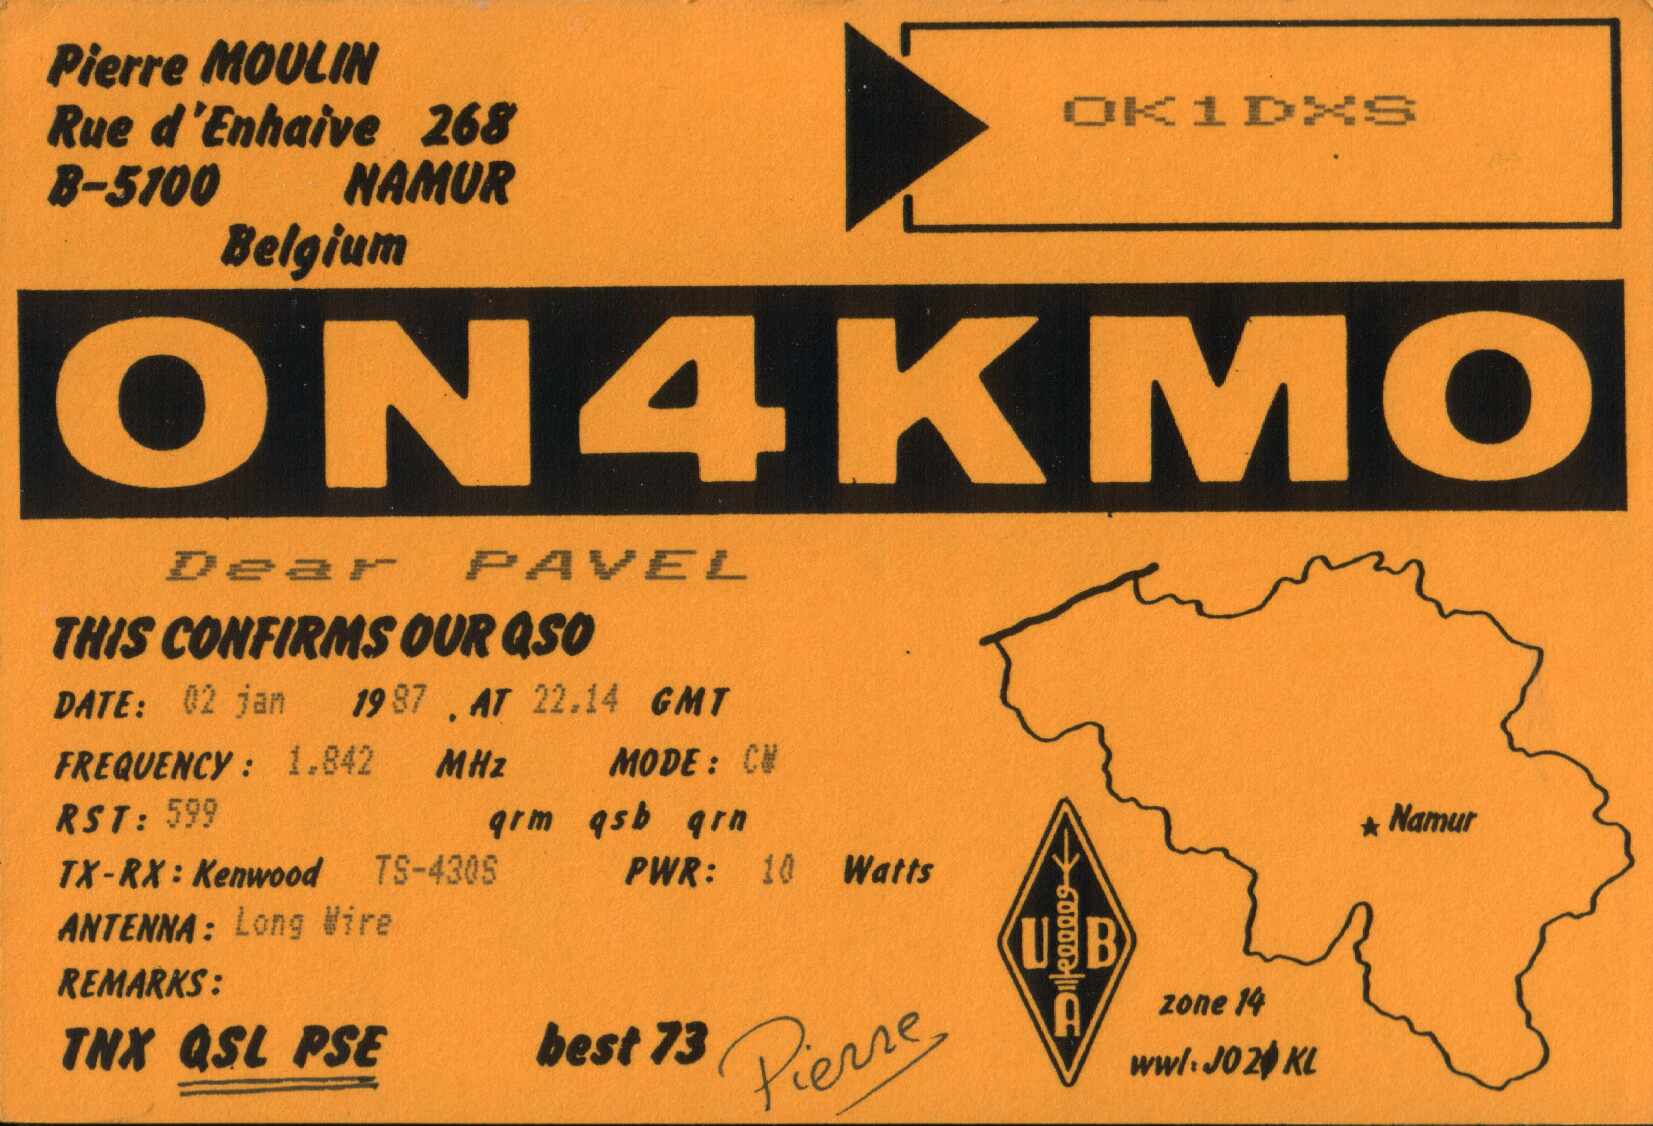 Pierre MOULIN
Rue d'Enhaive 268
B-5100 NAMUR
Belgium
OK1DXS
ON4KMO
Dear PAVEL
THIS CONFIRMS OUR QSO
DATE: 02 jan 1987 . AT 22.14 GMT
FREQUENCY: 1.842 MHz MODE: CW
RST: 599 qrm qsb qrn
TX-RX: Kenwood TS-430S PWR: 10 Watts
ANTENNA: Long Wire
REMARKS:
TNX QSL PSE best 73 Pierre
Namur
UBA
zone 14
wwl: JO20 KL